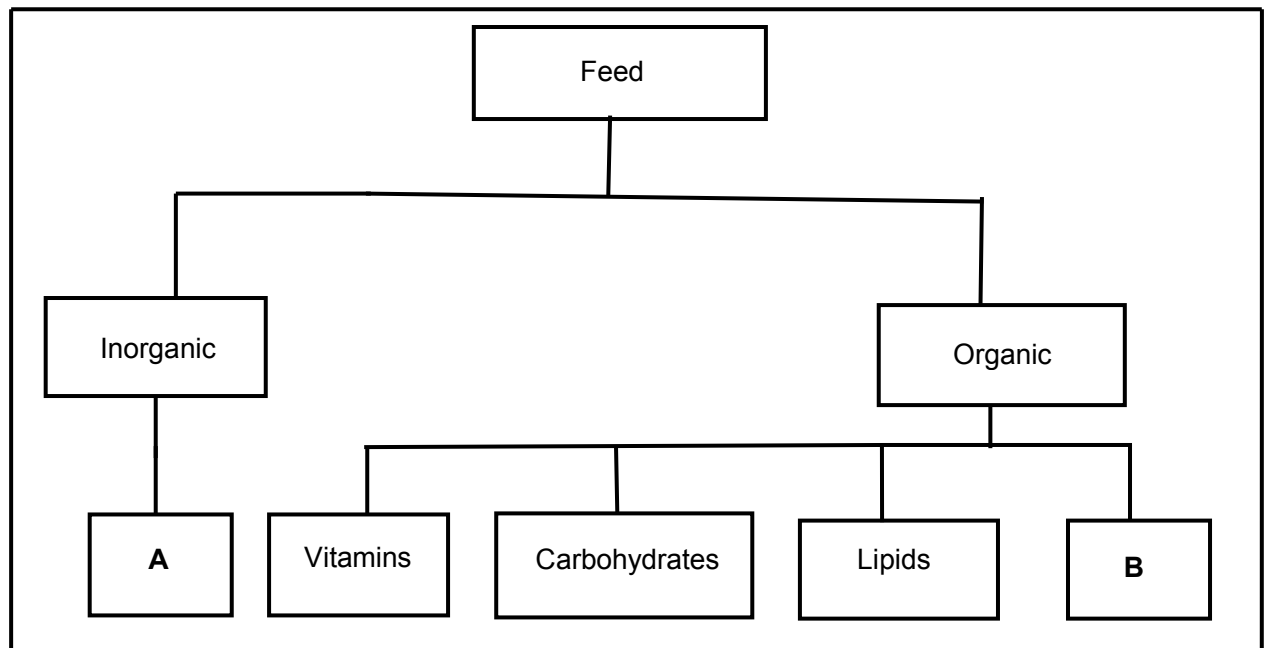 Feed
Inorganic
Organic
A
Vitamins
Carbohydrates
Lipids
B